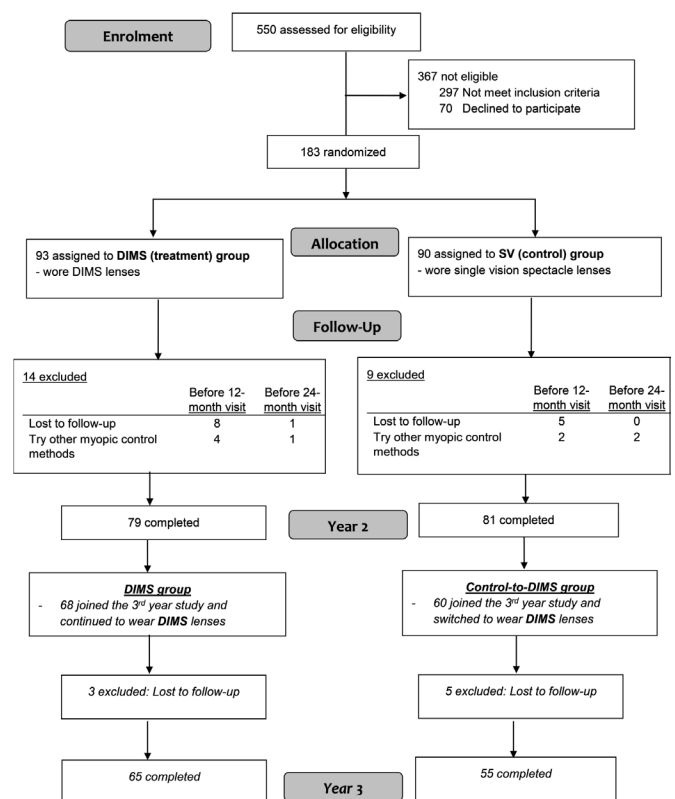 Enrolment
550 assessed for eligibility
367 not eligible
297 Not meet inclusion criteria
70 Declined to participate
183 randomized
Allocation
93 assigned to DIMS (treatment) group
- wore DIMS lenses
90 assigned to SV (control) group
- wore single vision spectacle lenses
Follow-Up
14 excluded
Before 12- Before 24-
month visit month visit
Lost to follow-up 8 1
Try other myopic control 4 1
methods
9 excluded
Before 12- Before 24-
month visit month visit
Lost to follow-up 5 0
Try other myopic control 2 2
methods
79 completed
Year 2
81 completed
DIMS group
- 68 joined the 3rd year study and
continued to wear DIMS lenses
Control-to-DIMS group
- 60 joined the 3rd year study and
switched to wear DIMS lenses
3 excluded: Lost to follow-up
5 excluded: Lost to follow-up
65 completed
Year 3
55 completed